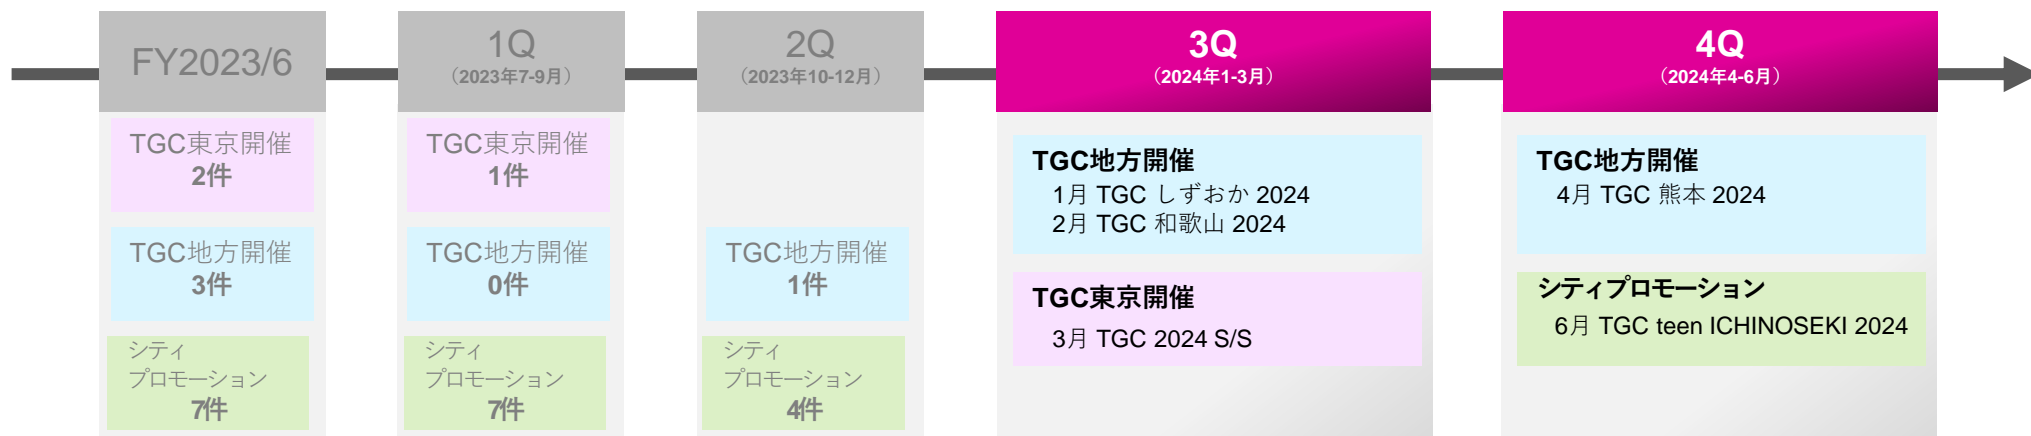 FY2023/6
TGC東京開催
2件
TGC地方開催
3件
シティ
プロモーション
7件
1Q
（2023年7-9月）
TGC東京開催
1件
TGC地方開催
0件
シティ
プロモーション
7件
2Q
（2023年10-12月）
TGC地方開催
1件
シティ
プロモーション
4件
3Q
（2024年1-3月）
TGC地方開催
1月 TGC しずおか 2024
2月 TGC 和歌山 2024
TGC東京開催
3月 TGC 2024 S/S
4Q
（2024年4-6月）
TGC地方開催
4月 TGC 熊本 2024
シティプロモーション
6月 TGC teen ICHINOSEKI 2024